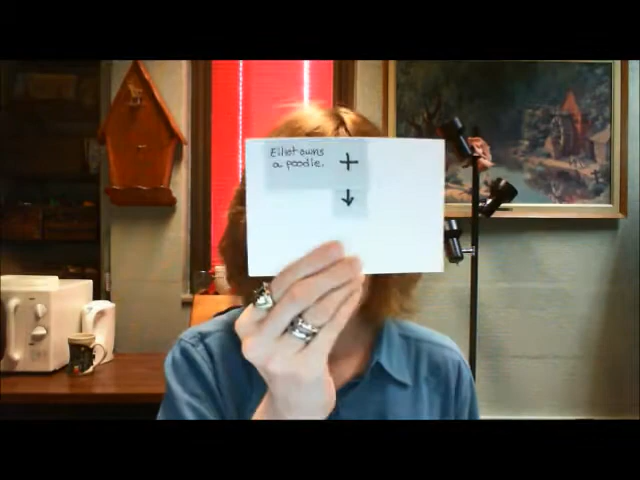 Elliot owns +
a poodle.
↓